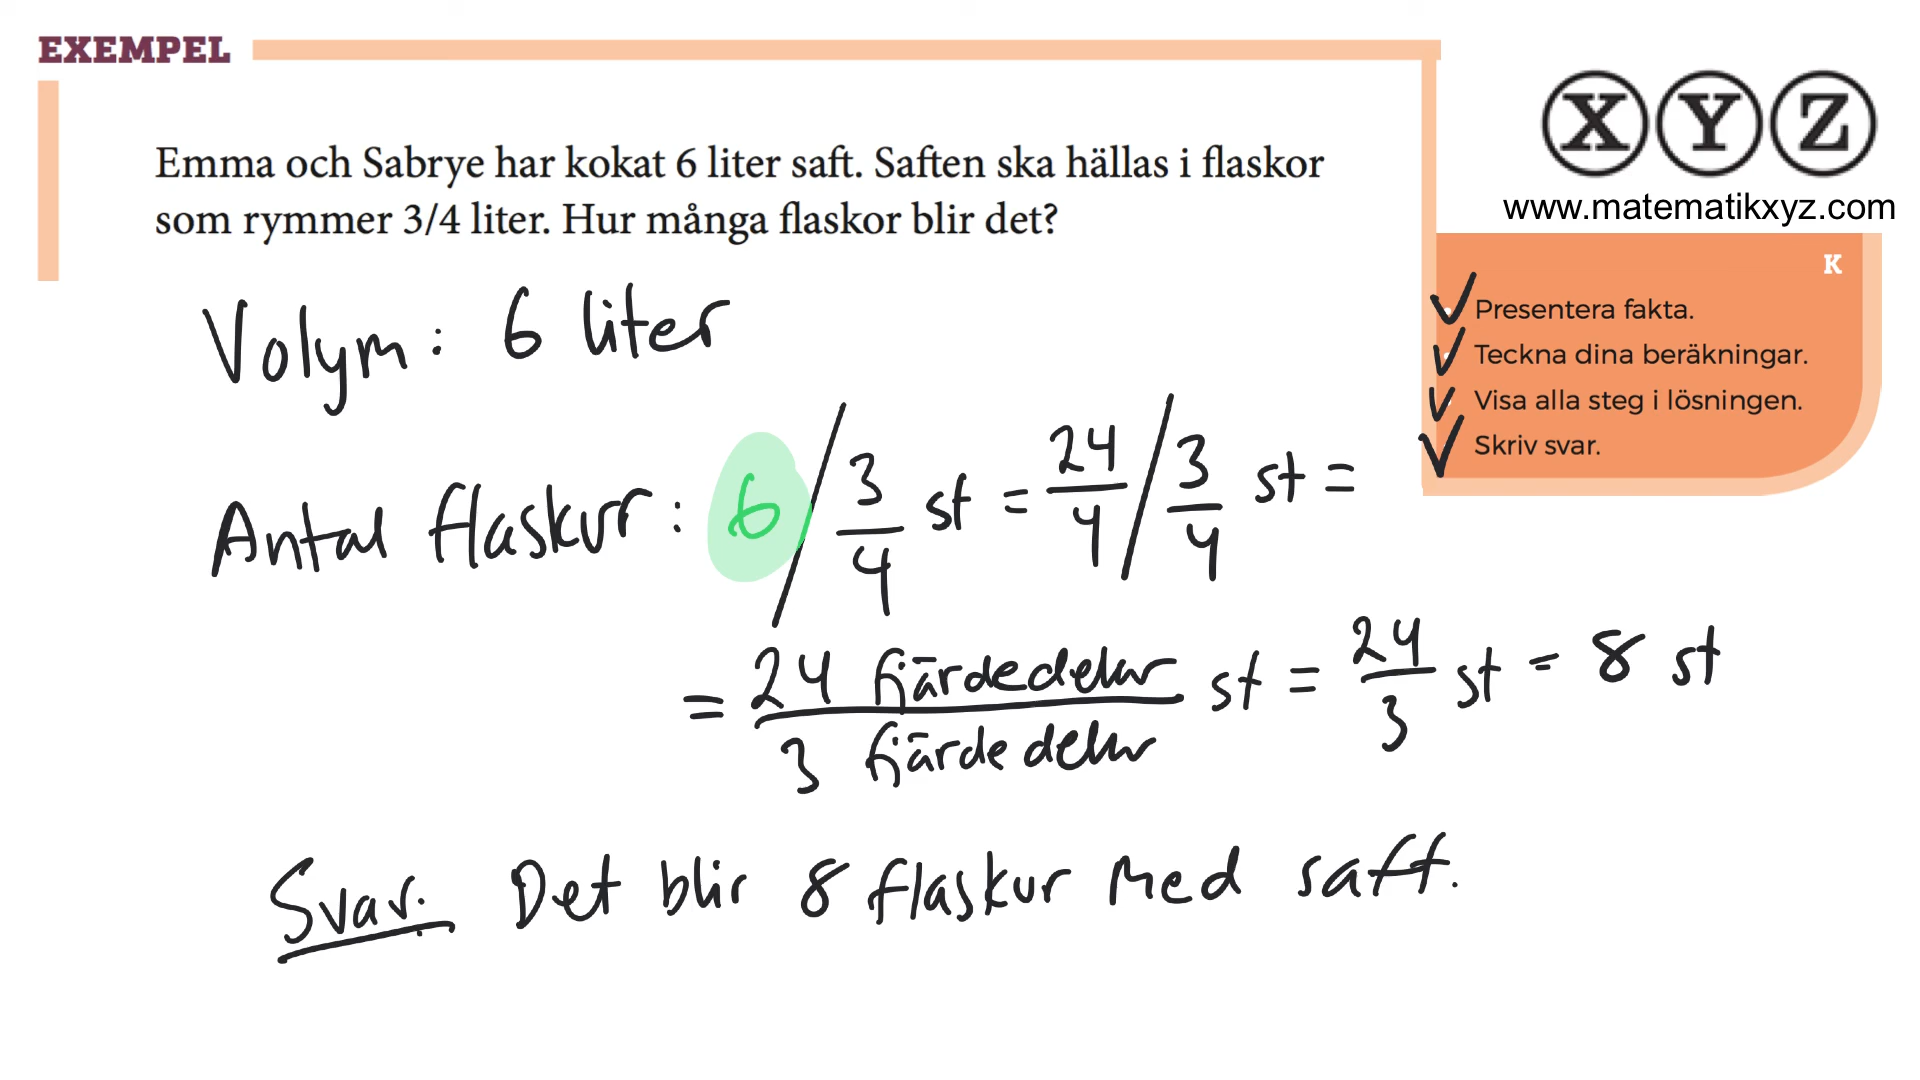 EXEMPEL
Emma och Sabrye har kokat 6 liter saft. Saften ska hällas i flaskor
som rymmer 3/4 liter. Hur många flaskor blir det?
X Y Z
www.matematikxyz.com
K
Presentera fakta.
Teckna dina beräkningar.
Visa alla steg i lösningen.
Skriv svar.
Volym: 6 liter
Antal flaskor: 6 / 3/4 st = 24/4 / 3/4 st =
= 24 fjärdedelar / 3 fjärdedelar st = 24/3 st = 8 st
Svar: Det blir 8 flaskor med saft.